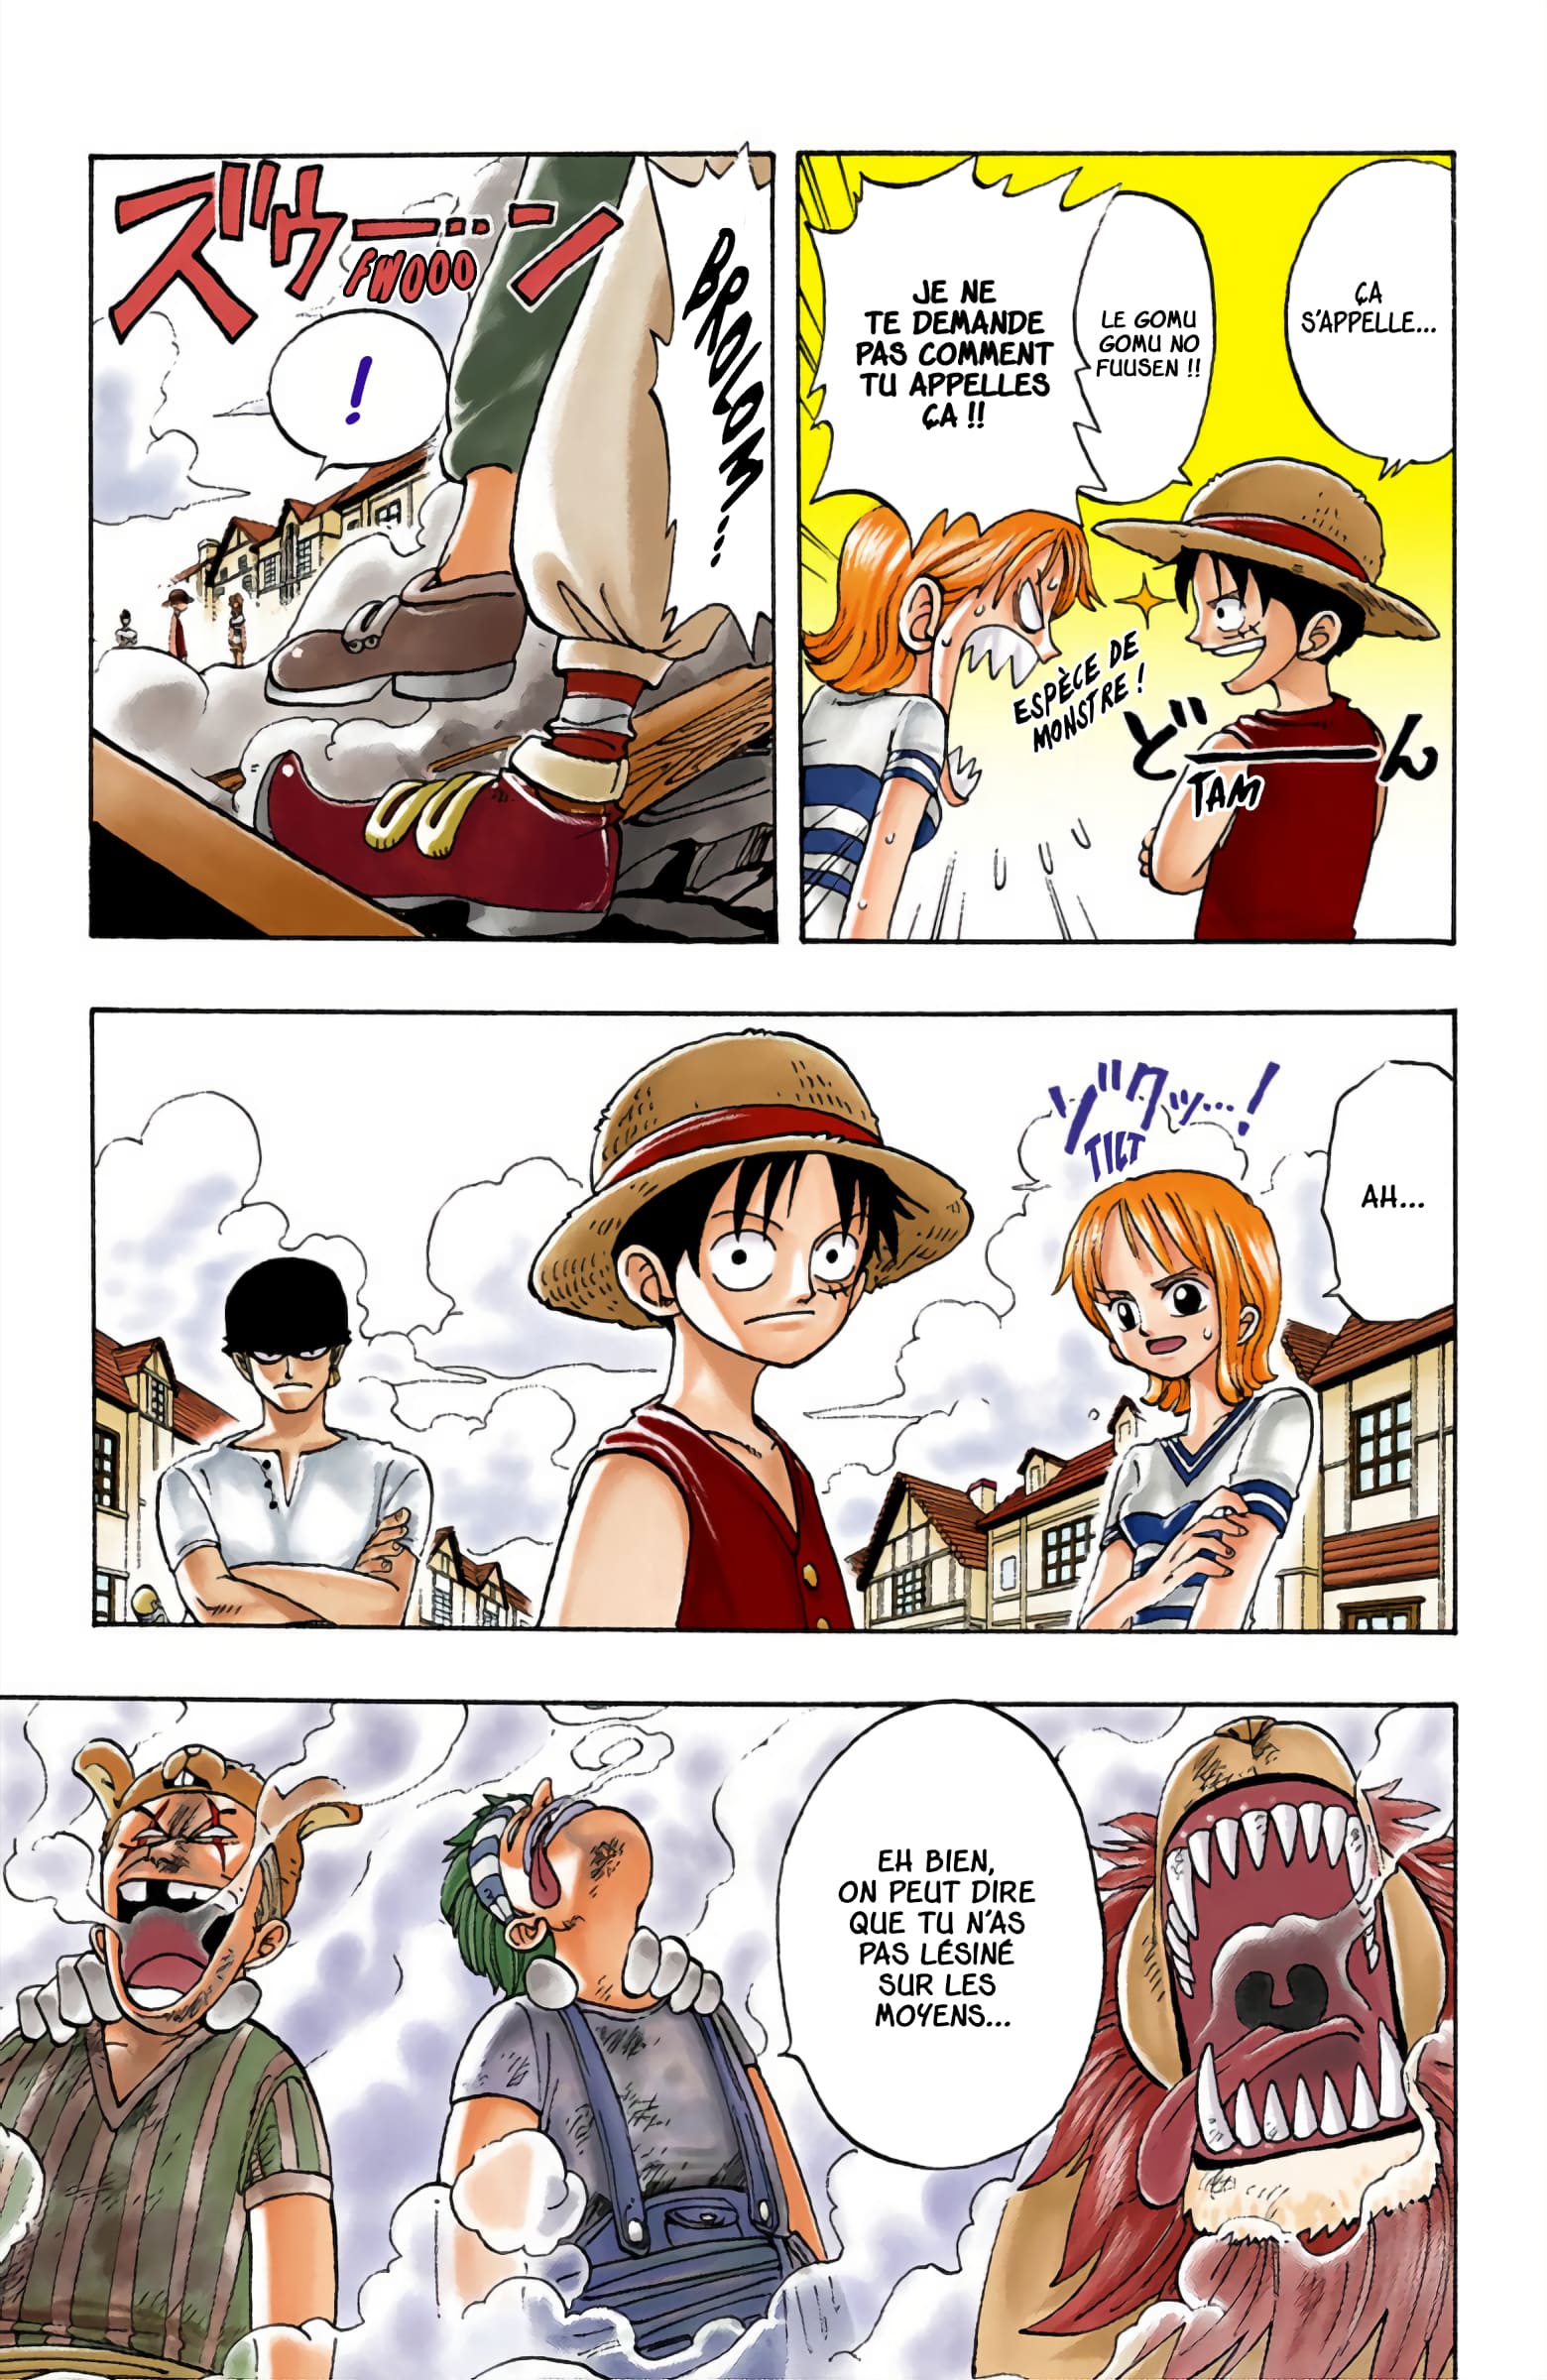 ÇA
S'APPELLE...
LE GOMU
GOMU NO
FUUSEN !!
JE NE
TE DEMANDE
PAS COMMENT
TU APPELLES
ÇA !!
ESPÈCE DE
MONSTRE !
どーん
TAM
BROLOM...
ズゥー...ン
FWOOO
!
AH...
ゾクッ...!
TILT
EH BIEN,
ON PEUT DIRE
QUE TU N'AS
PAS LÉSINÉ
SUR LES
MOYENS...